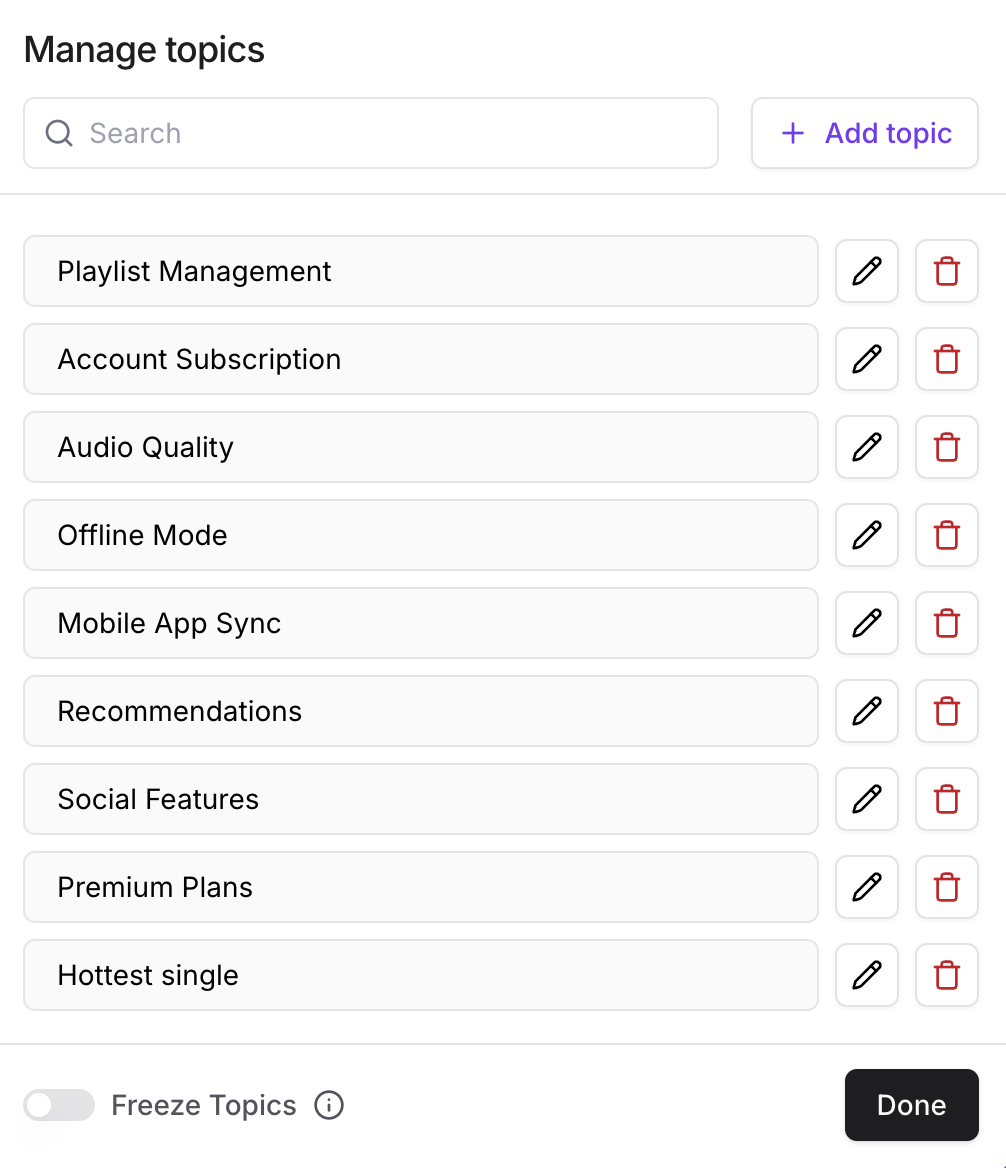 Manage topics
Search
Add topic
Playlist Management
Account Subscription
Audio Quality
Offline Mode
Mobile App Sync
Recommendations
Social Features
Premium Plans
Hottest single
Freeze Topics
Done